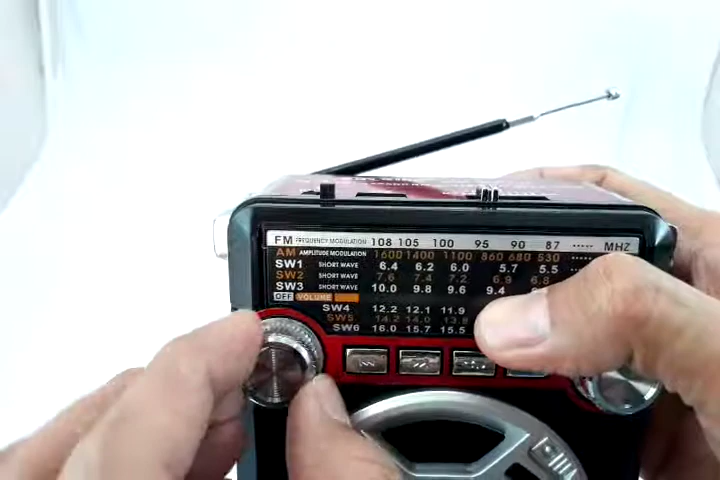 FM FREQUENCY MODULATION 108 105 100 95 90 87 ····· MHZ
AM AMPLITUDE MODULATION 1600 1400 1100 860 680 530 ·····
SW1 SHORT WAVE 6.4 6.2 6.0 5.7 5.5
SW2 SHORT WAVE 7.6 7.4 7.2 6.9
SW3 SHORT WAVE 10.0 9.8 9.6 9.4
OFF VOLUME
SW4 12.2 12.1 11.9
SW5 14.2 14.0 13.8
SW6 16.0 15.7 15.5